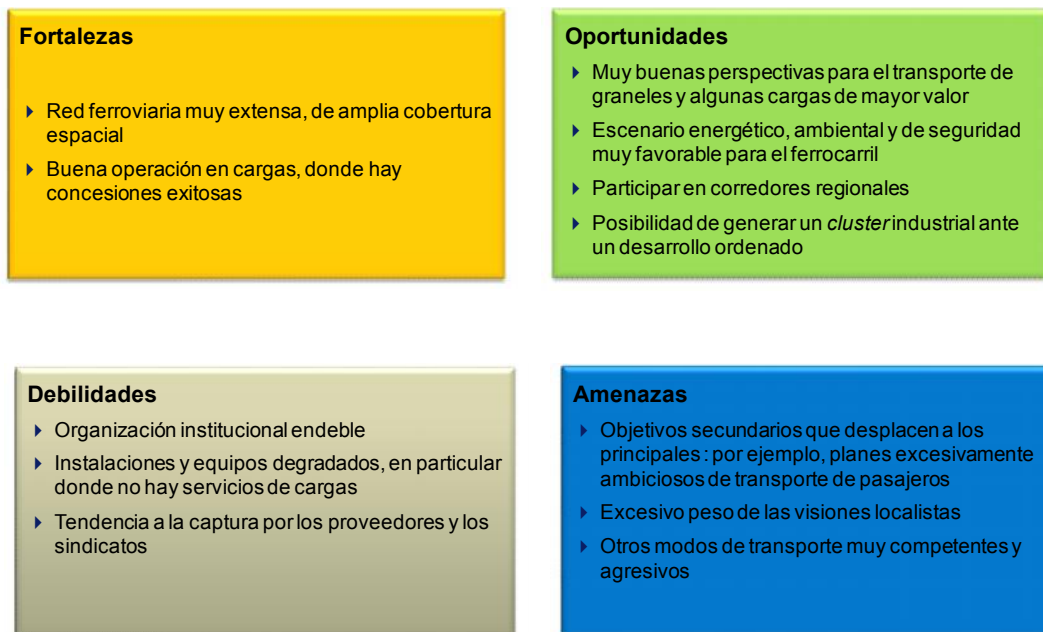 Fortalezas
Red ferroviaria muy extensa, de amplia cobertura
espacial
Buena operación en cargas, donde hay
concesiones exitosas
Oportunidades
Muy buenas perspectivas para el transporte de
graneles y algunas cargas de mayor valor
Escenario energético, ambiental y de seguridad
muy favorable para el ferrocarril
Participar en corredores regionales
Posibilidad de generar un cluster industrial ante
un desarrollo ordenado
Debilidades
Organización institucional endeble
Instalaciones y equipos degradados, en particular
donde no hay servicios de cargas
Tendencia a la captura por los proveedores y los
sindicatos
Amenazas
Objetivos secundarios que desplacen a los
principales : por ejemplo, planes excesivamente
ambiciosos de transporte de pasajeros
Excesivo peso de las visiones localistas
Otros modos de transporte muy competentes y
agresivos